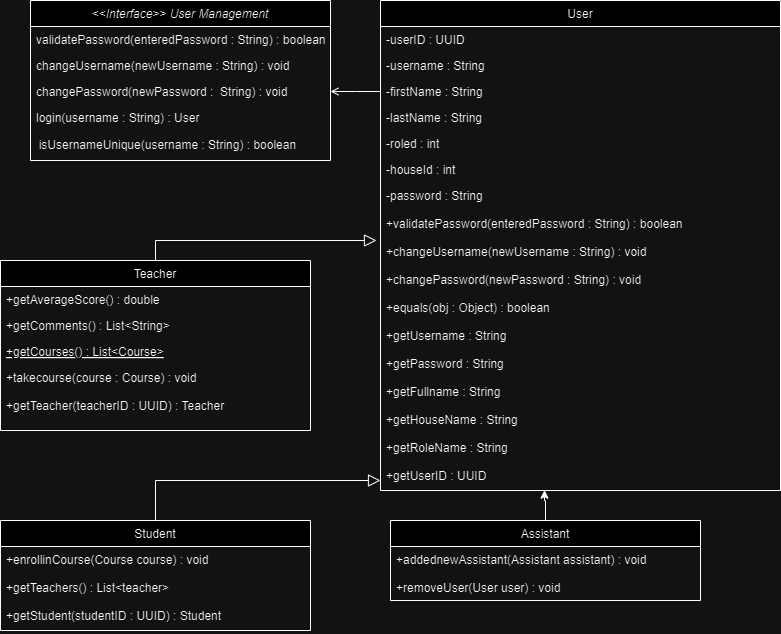 <<Interface>> User Management
validatePassword(enteredPassword : String) : boolean
changeUsername(newUsername : String) : void
changePassword(newPassword :  String) : void
login(username : String) : User
isUsernameUnique(username : String) : boolean
User
-userID : UUID
-username : String
-firstName : String
-lastName : String
-roled : int
-houseId : int
-password : String
+validatePassword(enteredPassword : String) : boolean
+changeUsername(newUsername : String) : void
+changePassword(newPassword : String) : void
+equals(obj : Object) : boolean
+getUsername : String
+getPassword : String
+getFullname : String
+getHouseName : String
+getRoleName : String
+getUserID : UUID
Teacher
+getAverageScore() : double
+getComments() : List<String>
+getCourses() : List<Course>
+takecourse(course : Course) : void
+getTeacher(teacherID : UUID) : Teacher
Student
+enrollinCourse(Course course) : void
+getTeachers() : List<teacher>
+getStudent(studentID : UUID) : Student
Assistant
+addednewAssistant(Assistant assistant) : void
+removeUser(User user) : void